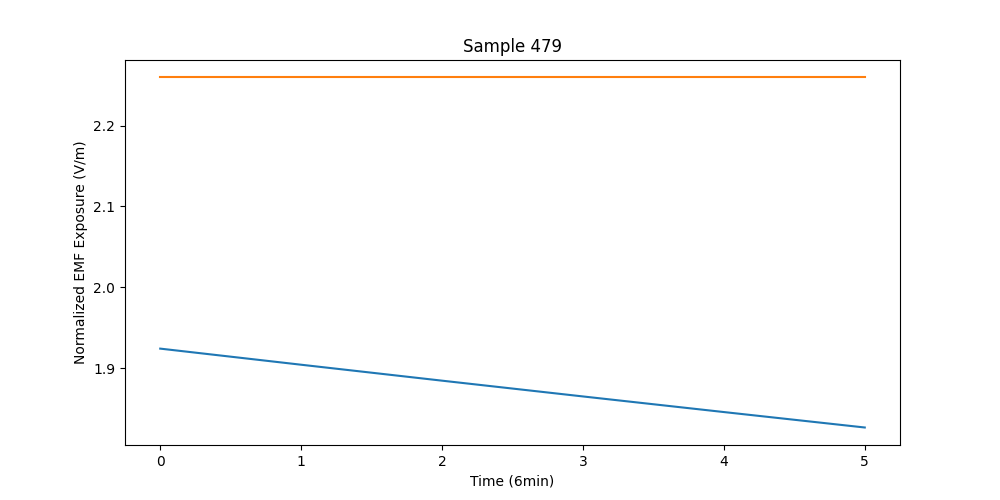 Sample 479
Normalized EMF Exposure (V/m)
2.2
2.1
2.0
1.9
0 1 2 3 4 5
Time (6min)